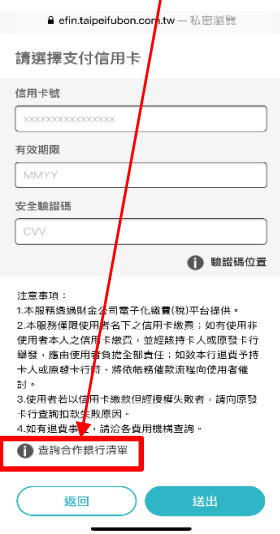 efin.taipeifubon.com.tw — 私密瀏覽
請選擇支付信用卡
信用卡號
xxxxxxxxxxxxxxxx
有效期限
MMYY
安全驗證碼
CVV
驗證碼位置
注意事項：
1.本服務透過財金公司電子化繳費(稅)平台提供。
2.本服務僅限使用者名下之信用卡繳費；如有使用非
使用者本人之信用卡繳費，並經該持卡人或原發卡行
舉發，應由使用者負擔全部責任；如致本行退費予持
卡人或原發卡行時，將依帳務催款流程向使用者催
討。
3.使用者若以信用卡繳款但經授權失敗者，請向原發
卡行查詢扣款失敗原因。
4.如有退費事宜，請洽各費用機構查詢。
查詢合作銀行清單
返回
送出